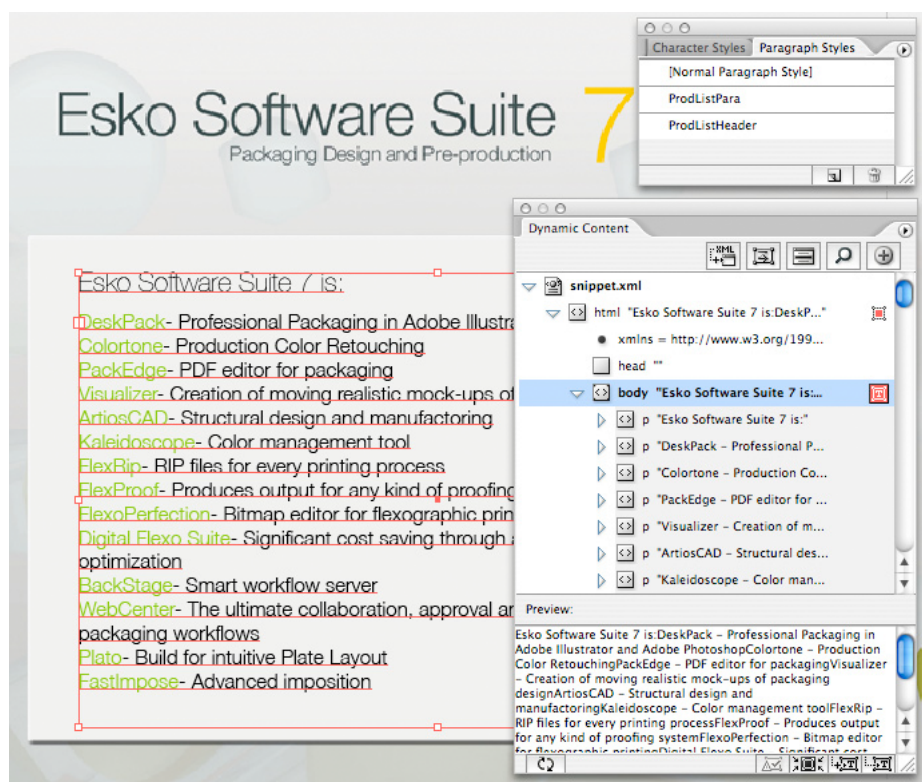 Esko Software Suite 7
Packaging Design and Pre-production
Character Styles Paragraph Styles
[Normal Paragraph Style]
ProdListPara
ProdListHeader
Esko Software Suite 7 is:
DeskPack- Professional Packaging in Adobe Illustra
Colortone- Production Color Retouching
PackEdge- PDF editor for packaging
Visualizer- Creation of moving realistic mock-ups of
ArtiosCAD- Structural design and manufactoring
Kaleidoscope- Color management tool
FlexRip- RIP files for every printing process
FlexProof- Produces output for any kind of proofing
FlexoPerfection- Bitmap editor for flexographic prin
Digital Flexo Suite- Significant cost saving through
optimization
BackStage- Smart workflow server
WebCenter- The ultimate collaboration, approval an
packaging workflows
Plato- Build for intuitive Plate Layout
FastImpose- Advanced imposition
Dynamic Content
XML
snippet.xml
html "Esko Software Suite 7 is:DeskP..."
xmlns = http://www.w3.org/199...
head ""
body "Esko Software Suite 7 is:...
p "Esko Software Suite 7 is:"
p "DeskPack – Professional P...
p "Colortone – Production Co...
p "PackEdge – PDF editor for ...
p "Visualizer – Creation of m...
p "ArtiosCAD – Structural des...
p "Kaleidoscope – Color man...
Preview:
Esko Software Suite 7 is:DeskPack – Professional Packaging in
Adobe Illustrator and Adobe PhotoshopColortone – Production
Color RetouchingPackEdge – PDF editor for packagingVisualizer
– Creation of moving realistic mock-ups of packaging
designArtiosCAD – Structural design and
manufactoringKaleidoscope – Color management toolFlexRip –
RIP files for every printing processFlexProof – Produces output
for any kind of proofing systemFlexoPerfection – Bitmap editor
for flexographic printingDigital Flexo Suite – Significant cost